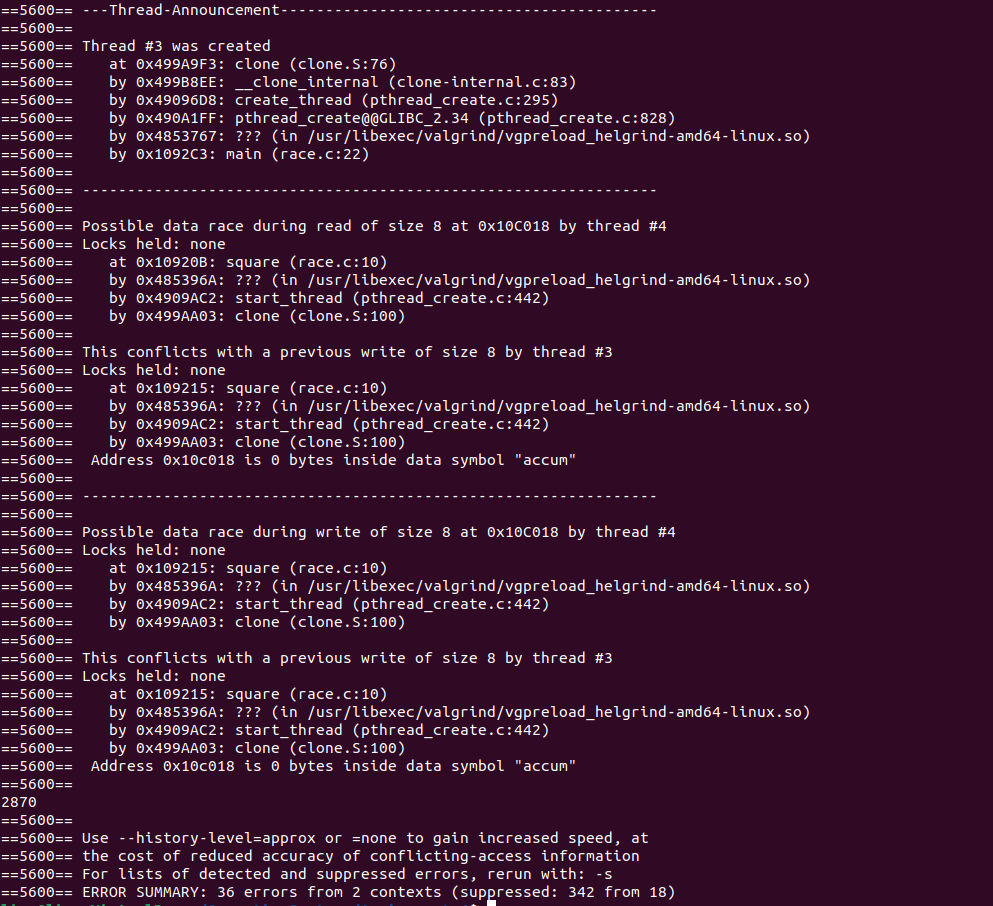 ==5600== ---Thread-Announcement------------------------------------------
==5600==
==5600== Thread #3 was created
==5600==    at 0x499A9F3: clone (clone.S:76)
==5600==    by 0x499B8EE: __clone_internal (clone-internal.c:83)
==5600==    by 0x49096D8: create_thread (pthread_create.c:295)
==5600==    by 0x490A1FF: pthread_create@@GLIBC_2.34 (pthread_create.c:828)
==5600==    by 0x4853767: ??? (in /usr/libexec/valgrind/vgpreload_helgrind-amd64-linux.so)
==5600==    by 0x1092C3: main (race.c:22)
==5600==
==5600== ----------------------------------------------------------------
==5600==
==5600== Possible data race during read of size 8 at 0x10C018 by thread #4
==5600== Locks held: none
==5600==    at 0x10920B: square (race.c:10)
==5600==    by 0x485396A: ??? (in /usr/libexec/valgrind/vgpreload_helgrind-amd64-linux.so)
==5600==    by 0x4909AC2: start_thread (pthread_create.c:442)
==5600==    by 0x499AA03: clone (clone.S:100)
==5600==
==5600== This conflicts with a previous write of size 8 by thread #3
==5600== Locks held: none
==5600==    at 0x109215: square (race.c:10)
==5600==    by 0x485396A: ??? (in /usr/libexec/valgrind/vgpreload_helgrind-amd64-linux.so)
==5600==    by 0x4909AC2: start_thread (pthread_create.c:442)
==5600==    by 0x499AA03: clone (clone.S:100)
==5600==  Address 0x10c018 is 0 bytes inside data symbol "accum"
==5600==
==5600== ----------------------------------------------------------------
==5600==
==5600== Possible data race during write of size 8 at 0x10C018 by thread #4
==5600== Locks held: none
==5600==    at 0x109215: square (race.c:10)
==5600==    by 0x485396A: ??? (in /usr/libexec/valgrind/vgpreload_helgrind-amd64-linux.so)
==5600==    by 0x4909AC2: start_thread (pthread_create.c:442)
==5600==    by 0x499AA03: clone (clone.S:100)
==5600==
==5600== This conflicts with a previous write of size 8 by thread #3
==5600== Locks held: none
==5600==    at 0x109215: square (race.c:10)
==5600==    by 0x485396A: ??? (in /usr/libexec/valgrind/vgpreload_helgrind-amd64-linux.so)
==5600==    by 0x4909AC2: start_thread (pthread_create.c:442)
==5600==    by 0x499AA03: clone (clone.S:100)
==5600==  Address 0x10c018 is 0 bytes inside data symbol "accum"
==5600==
2870
==5600==
==5600== Use --history-level=approx or =none to gain increased speed, at
==5600== the cost of reduced accuracy of conflicting-access information
==5600== For lists of detected and suppressed errors, rerun with: -s
==5600== ERROR SUMMARY: 36 errors from 2 contexts (suppressed: 342 from 18)